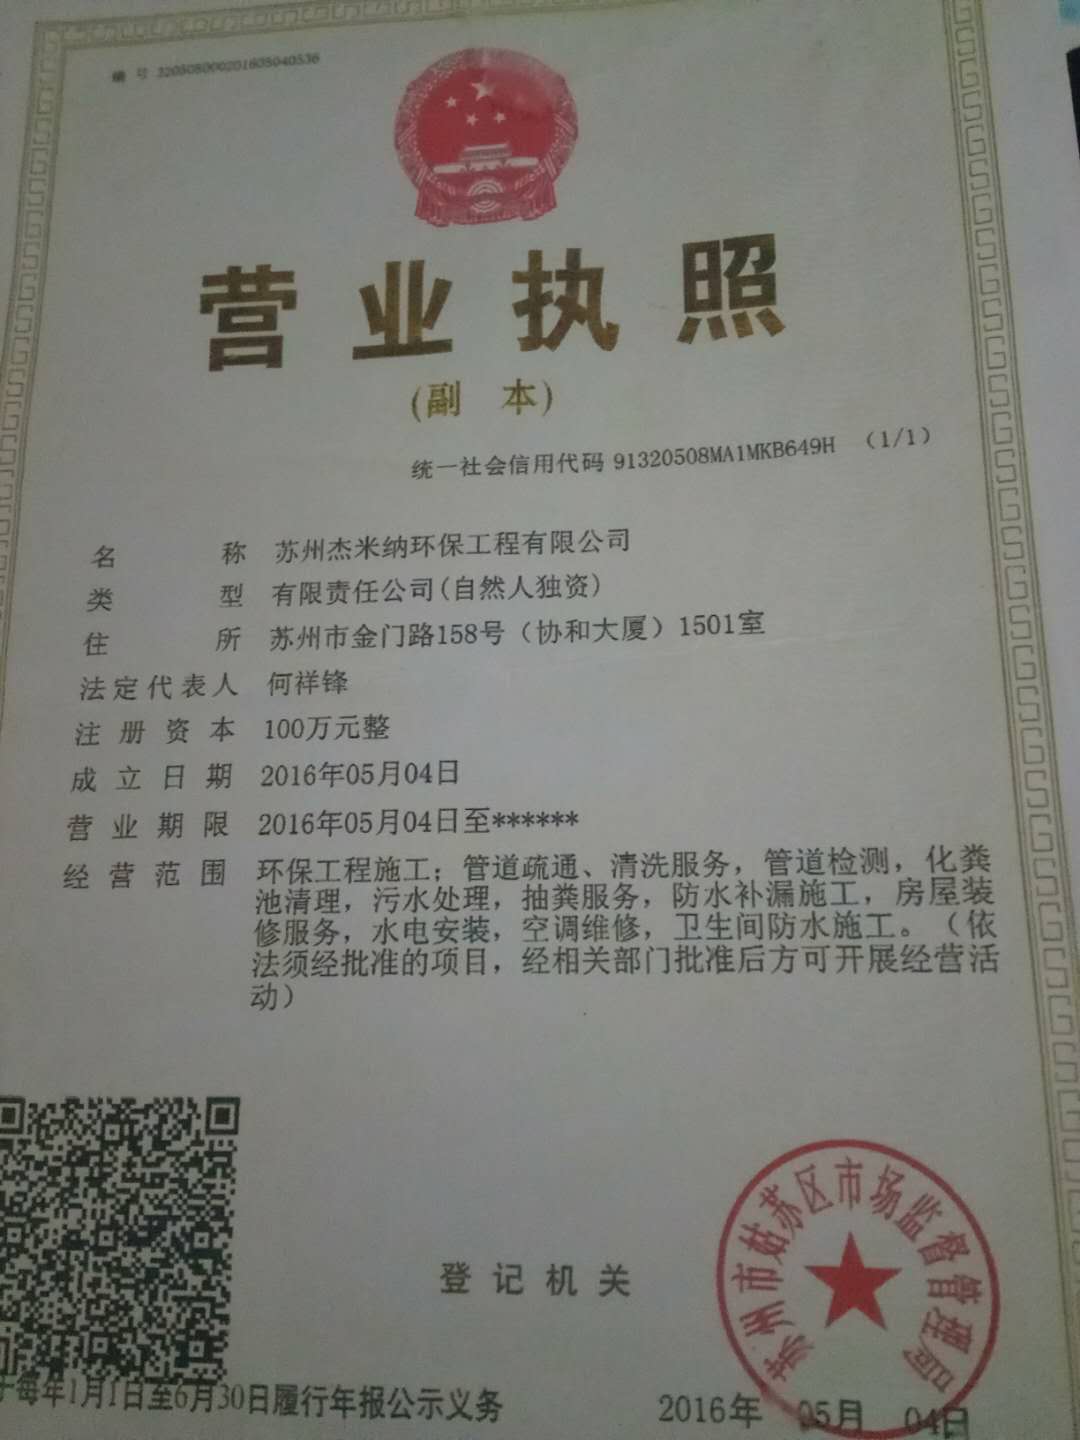 编 号 320508000201605040536
营业执照
(副 本)
统一社会信用代码 91320508MA1MKB649H （1/1）
名称 苏州杰米纳环保工程有限公司
类型 有限责任公司(自然人独资)
住所 苏州市金门路158号（协和大厦）1501室
法定代表人 何祥锋
注册资本 100万元整
成立日期 2016年05月04日
营业期限 2016年05月04日至******
经营范围 环保工程施工；管道疏通、清洗服务，管道检测，化粪
池清理，污水处理，抽粪服务，防水补漏施工，房屋装
修服务，水电安装，空调维修，卫生间防水施工。（依
法须经批准的项目，经相关部门批准后方可开展经营活
动）
苏州市姑苏区市场监督管理局
登记机关
于每年1月1日至6月30日履行年报公示义务
2016年 05月 04日